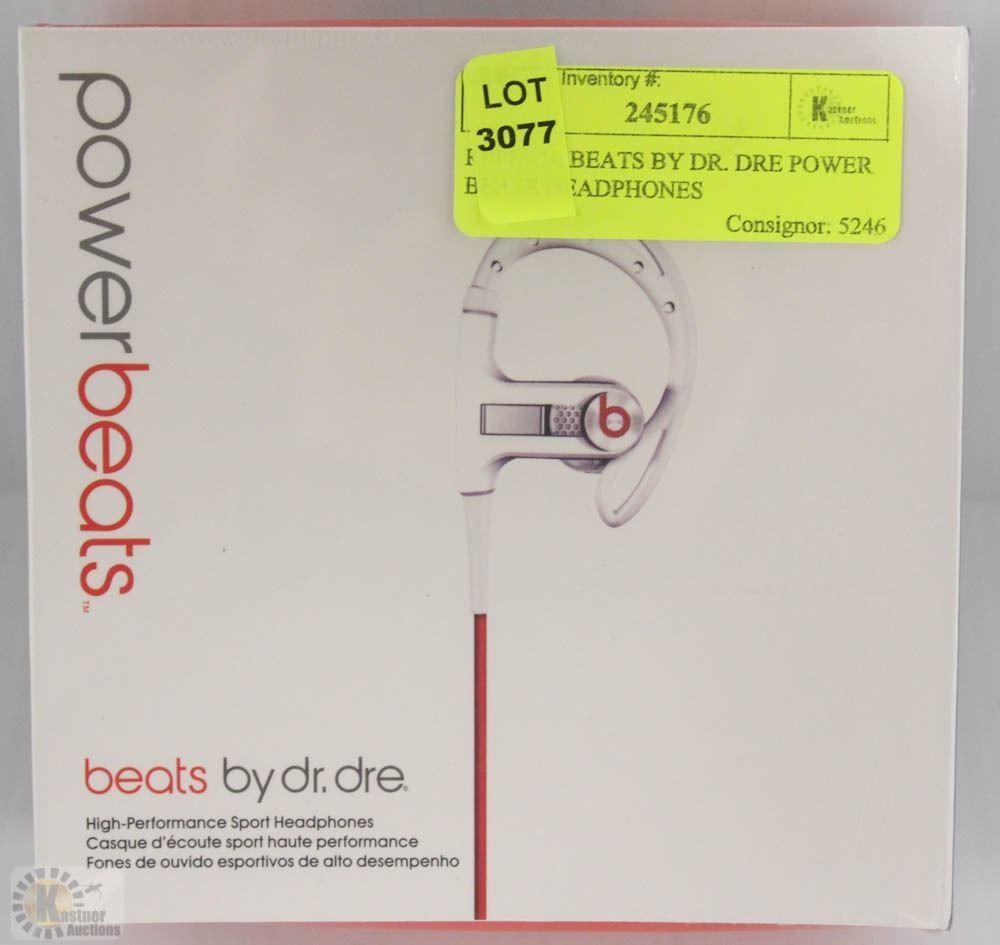 powerbeats™
LOT
3077
Inventory #:
245176
Kastner
Auctions
BEATS BY DR. DRE POWER
EADPHONES
Consignor: 5246
b
beats by dr. dre®
High-Performance Sport Headphones
Casque d'écoute sport haute performance
Fones de ouvido esportivos de alto desempenho
Kastner
Auctions